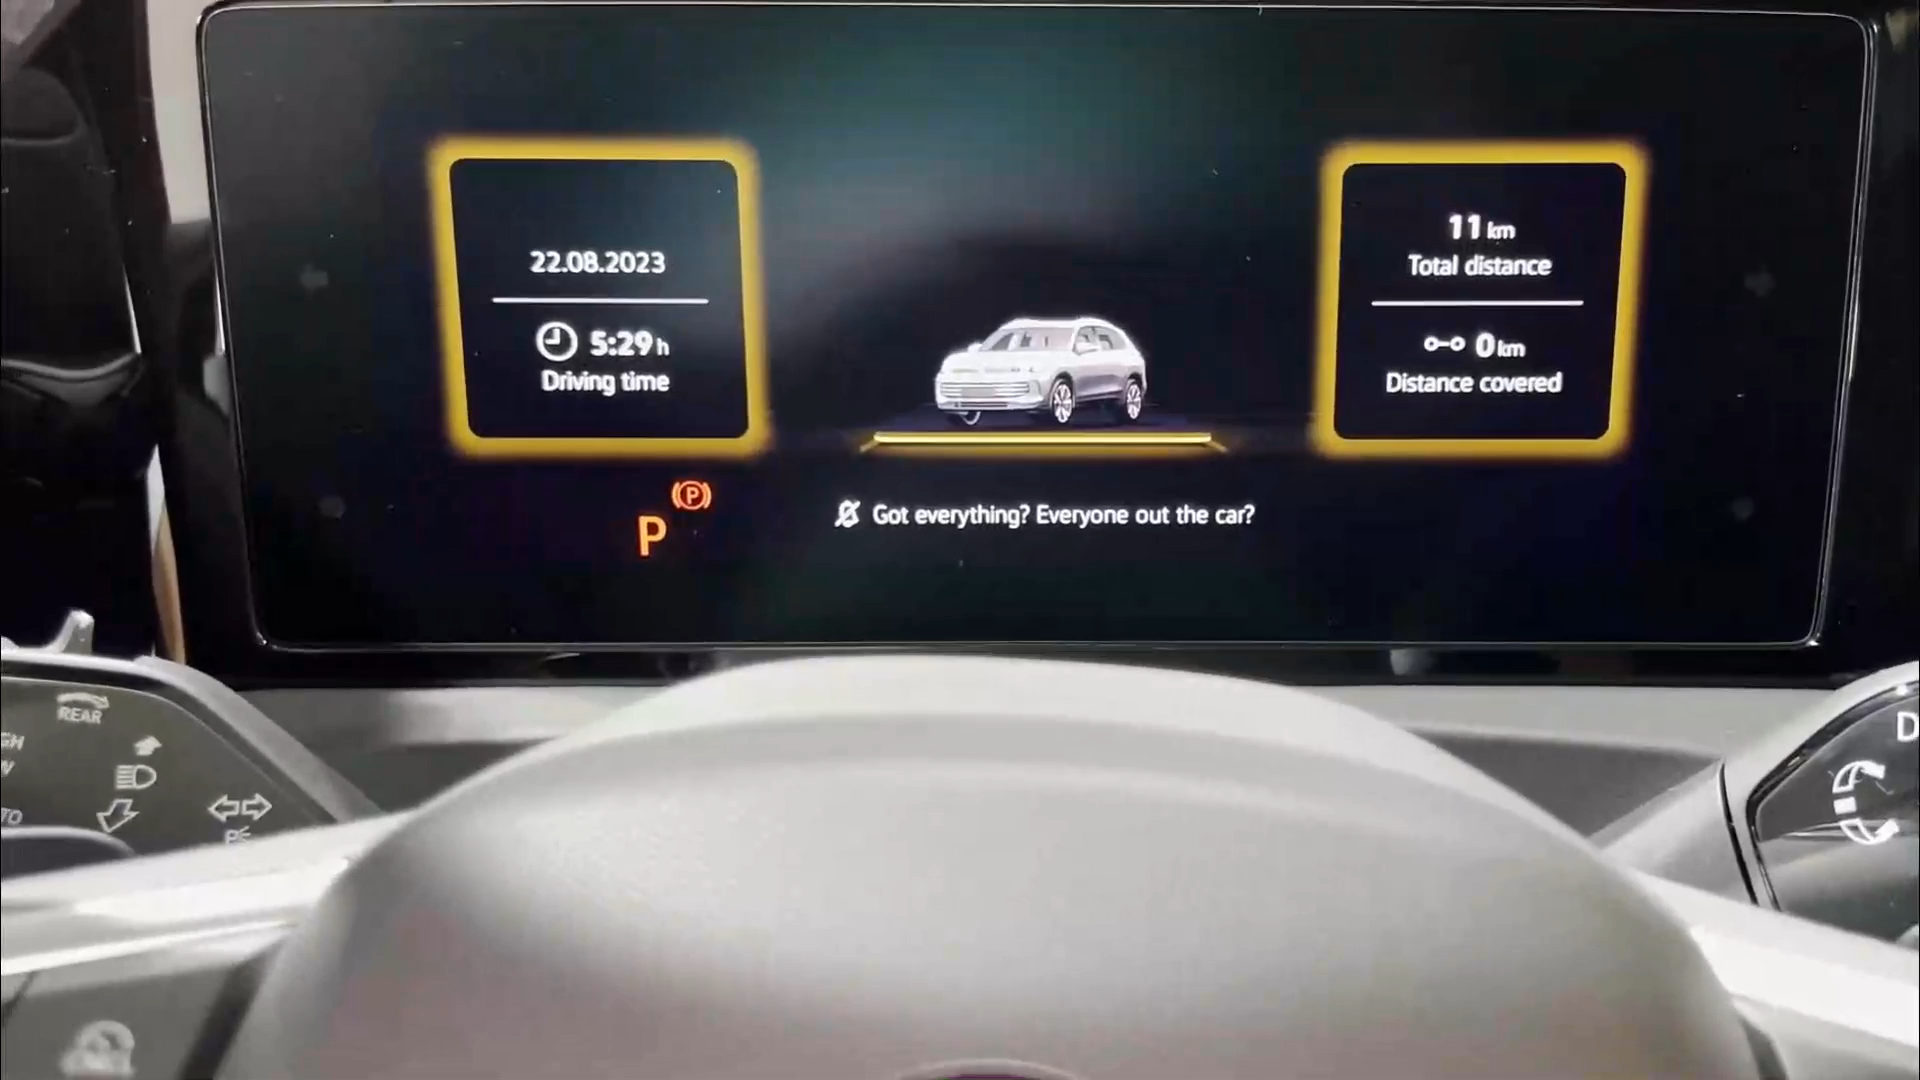 22.08.2023
5:29 h
Driving time
11 km
Total distance
0 km
Distance covered
P
P
Got everything? Everyone out the car?
REAR
D